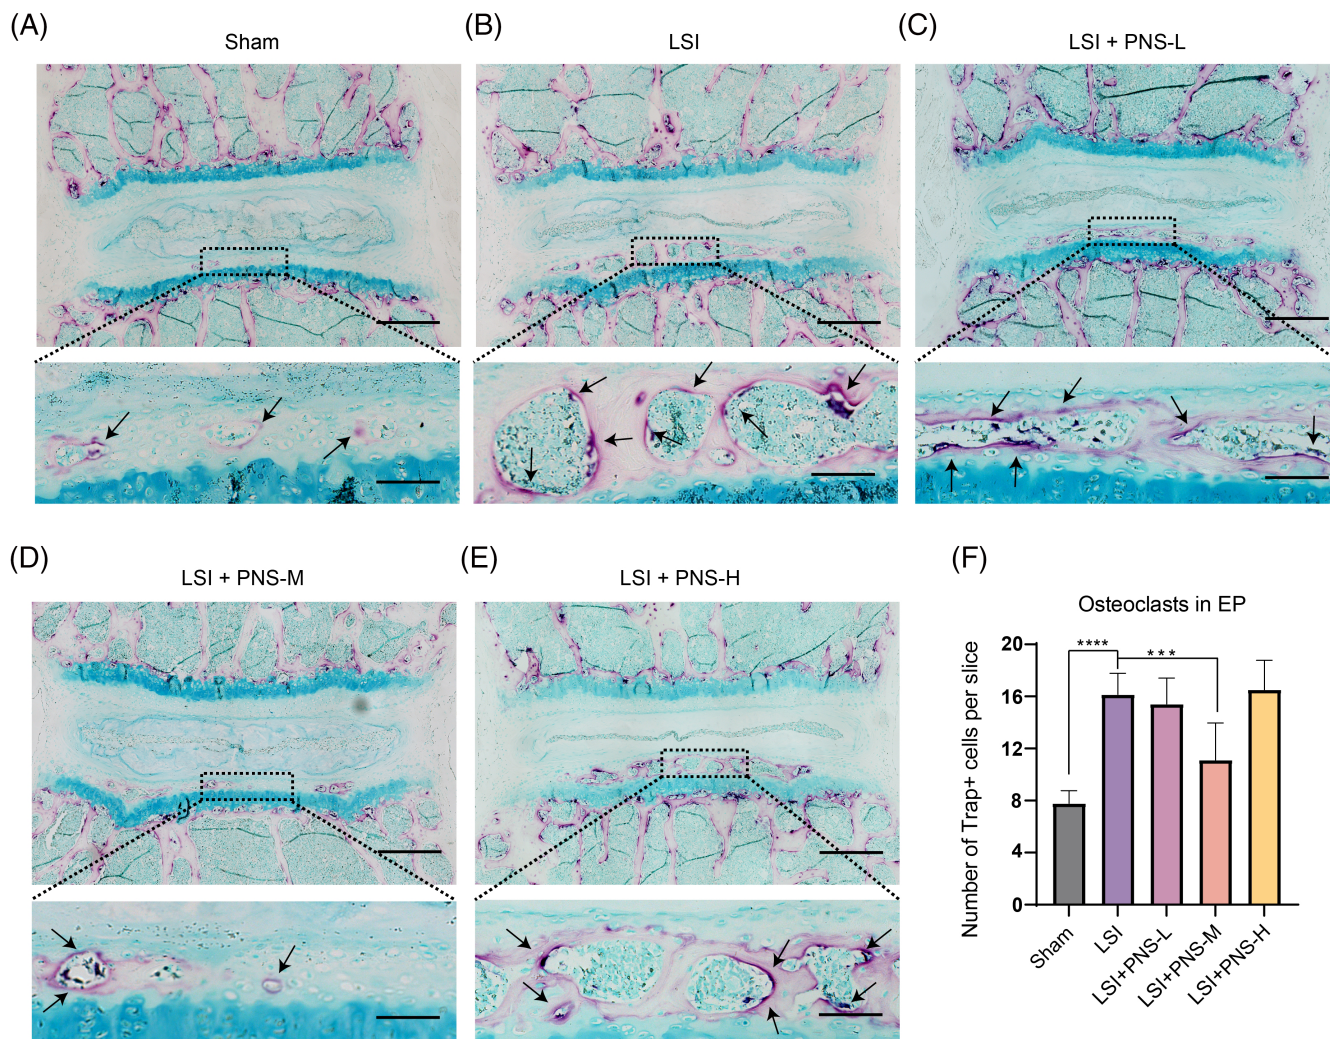 (A)
Sham
(B)
LSI
(C)
LSI + PNS-L
(D)
LSI + PNS-M
(E)
LSI + PNS-H
(F)
Osteoclasts in EP
Number of Trap+ cells per slice
20
16
12
8
4
0
****
***
Sham
LSI
LSI+PNS-L
LSI+PNS-M
LSI+PNS-H